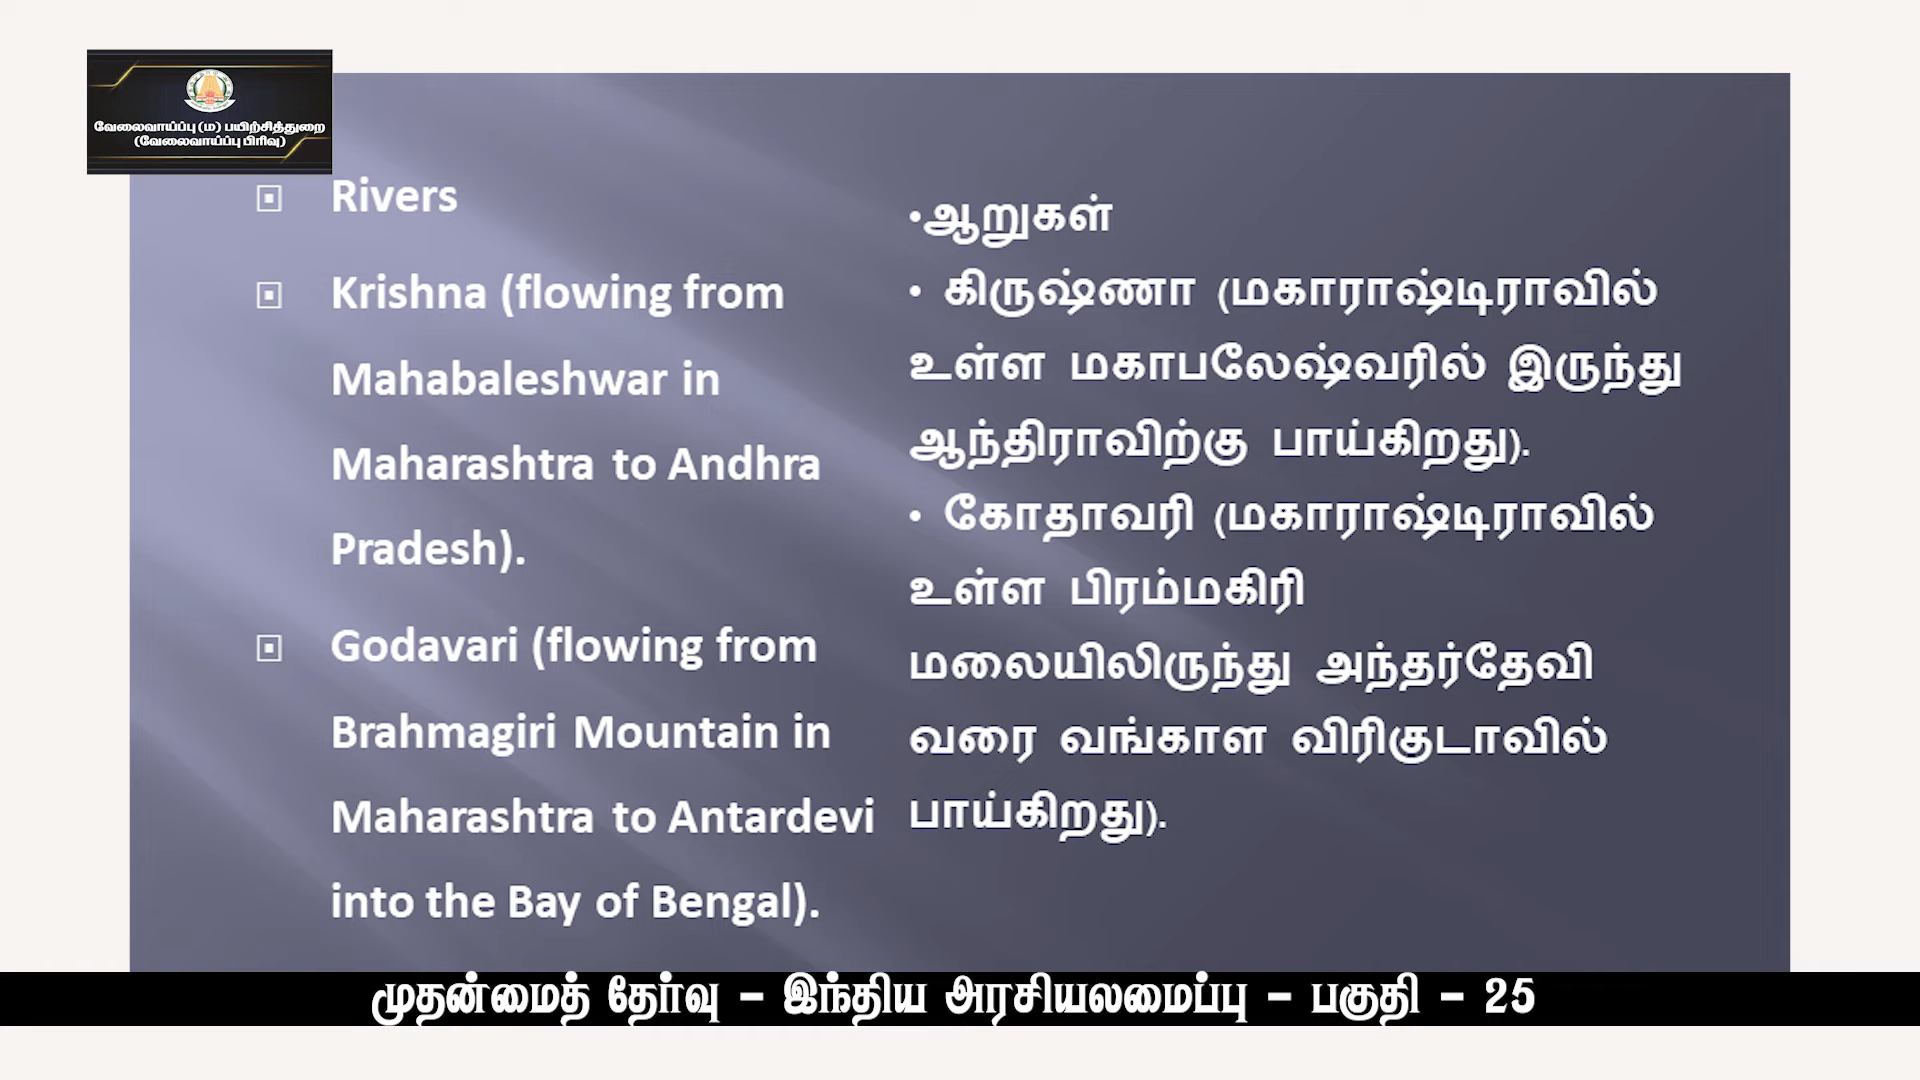 வேலைவாய்ப்பு (ம) பயிற்சித்துறை
(வேலைவாய்ப்பு பிரிவு)
Rivers
Krishna (flowing from
Mahabaleshwar in
Maharashtra to Andhra
Pradesh).
Godavari (flowing from
Brahmagiri Mountain in
Maharashtra to Antardevi
into the Bay of Bengal).
•ஆறுகள்
• கிருஷ்ணா (மகாராஷ்டிராவில்
உள்ள மகாபலேஷ்வரில் இருந்து
ஆந்திராவிற்கு பாய்கிறது).
• கோதாவரி (மகாராஷ்டிராவில்
உள்ள பிரம்மகிரி
மலையிலிருந்து அந்தர்தேவி
வரை வங்காள விரிகுடாவில்
பாய்கிறது).
முதன்மைத் தேர்வு – இந்திய அரசியலமைப்பு – பகுதி – 25